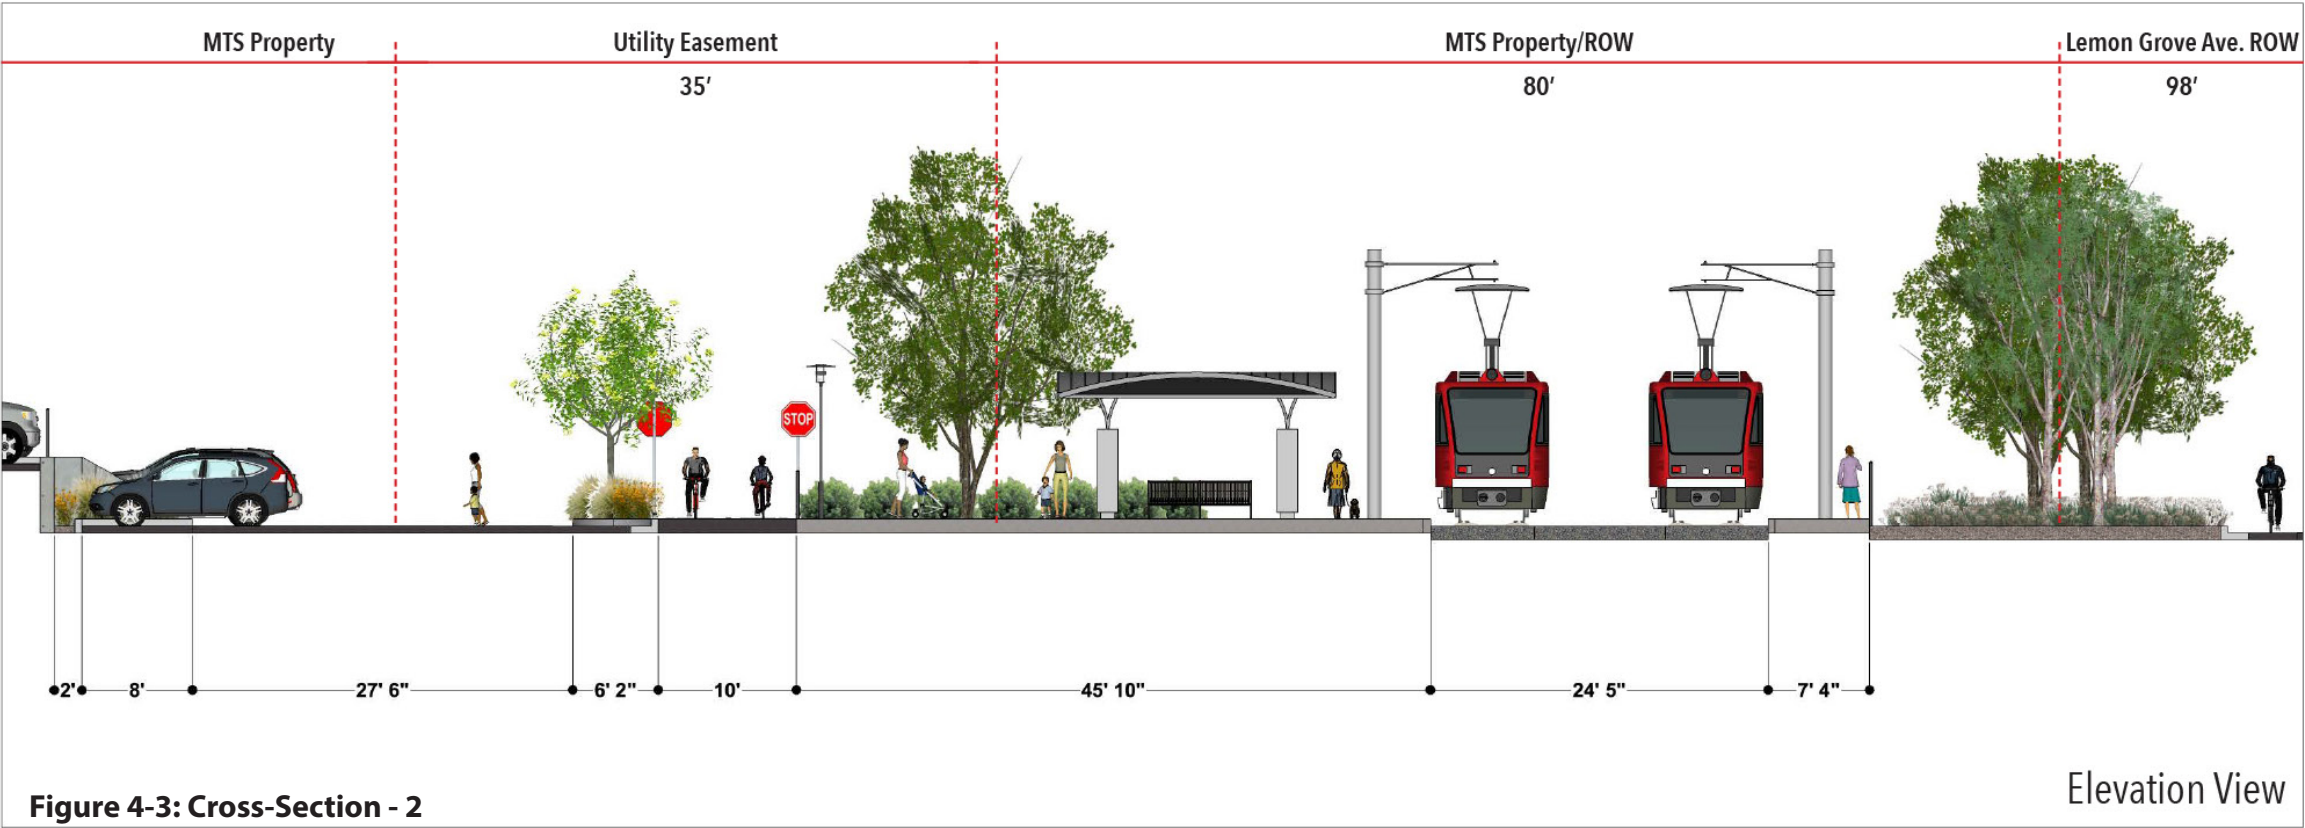 MTS Property
Utility Easement
MTS Property/ROW
Lemon Grove Ave. ROW
35’
80’
98’
STOP
2'
8'
27' 6"
6' 2"
10'
45' 10"
24' 5"
7' 4"
Elevation View
Figure 4-3: Cross-Section - 2